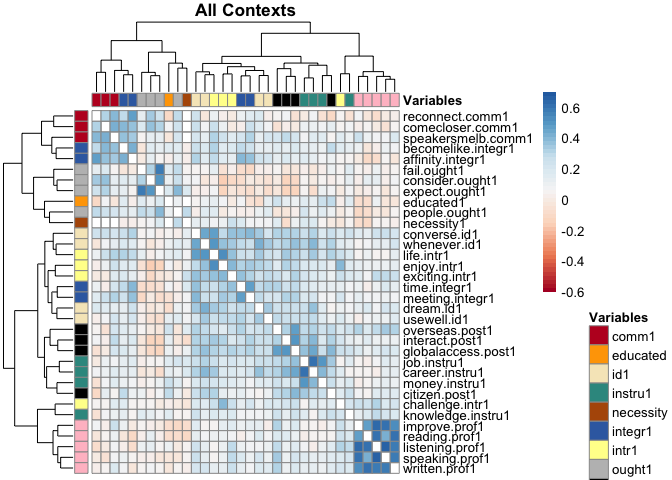 All Contexts
Variables
reconnect.comm1
comecloser.comm1
speakersmelb.comm1
becomelike.integr1
affinity.integr1
fail.ought1
consider.ought1
expect.ought1
educated1
people.ought1
necessity1
converse.id1
whenever.id1
life.intr1
enjoy.intr1
exciting.intr1
time.integr1
meeting.integr1
dream.id1
usewell.id1
overseas.post1
interact.post1
globalaccess.post1
job.instru1
career.instru1
money.instru1
citizen.post1
challenge.intr1
knowledge.instru1
improve.prof1
reading.prof1
listening.prof1
speaking.prof1
written.prof1
0.6
0.4
0.2
0
-0.2
-0.4
-0.6
Variables
comm1
educated
id1
instru1
necessity
integr1
intr1
ought1